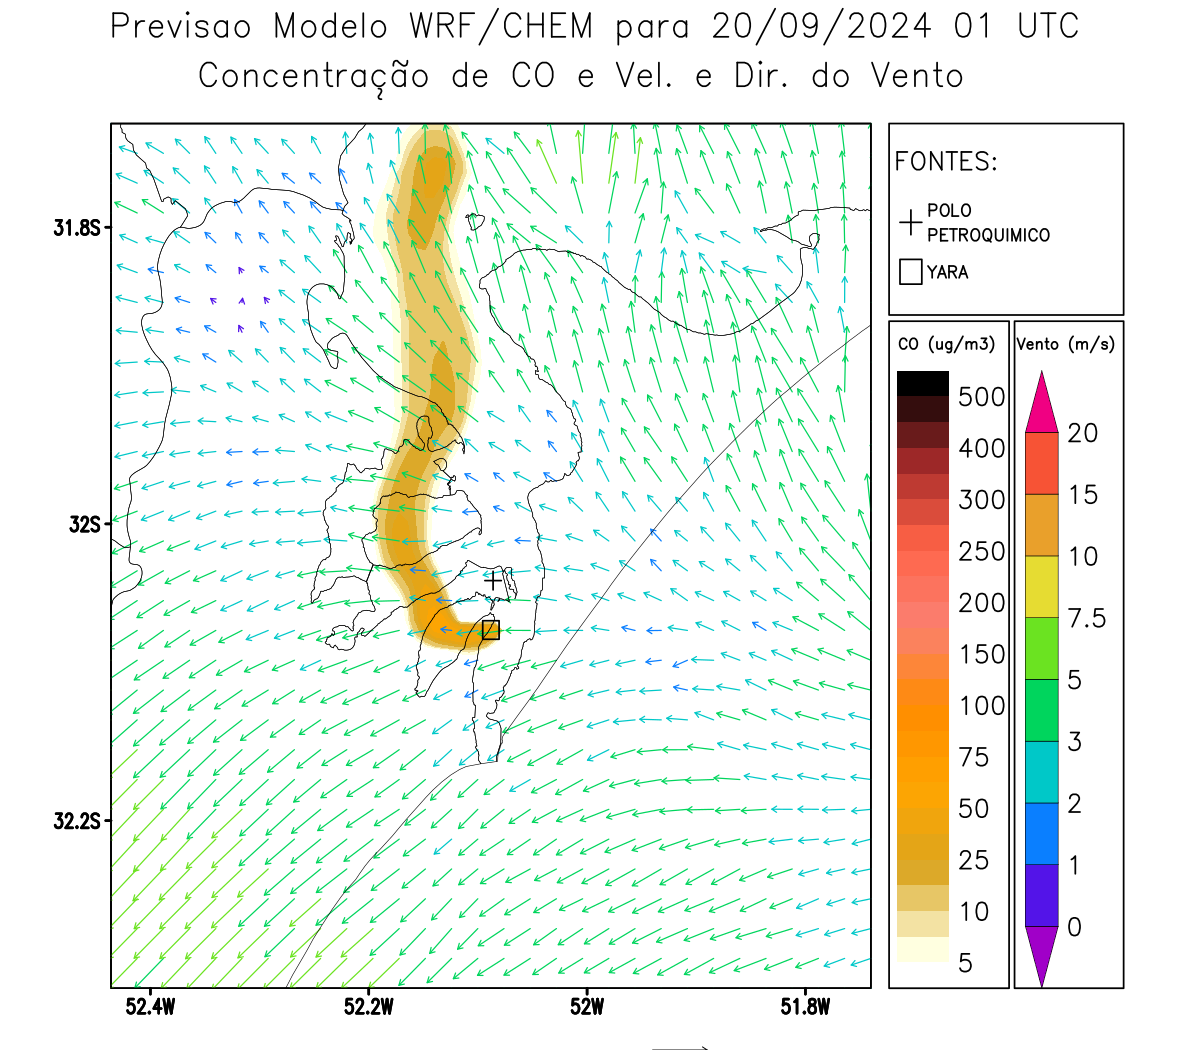 Previsao Modelo WRF/CHEM para 20/09/2024 01 UTC
Concentração de CO e Vel. e Dir. do Vento
FONTES:
POLO
PETROQUIMICO
YARA
CO (ug/m3)
500
400
300
250
200
150
100
75
50
25
10
5
Vento (m/s)
20
15
10
7.5
5
3
2
1
0
31.8S
32S
32.2S
52.4W
52.2W
52W
51.8W